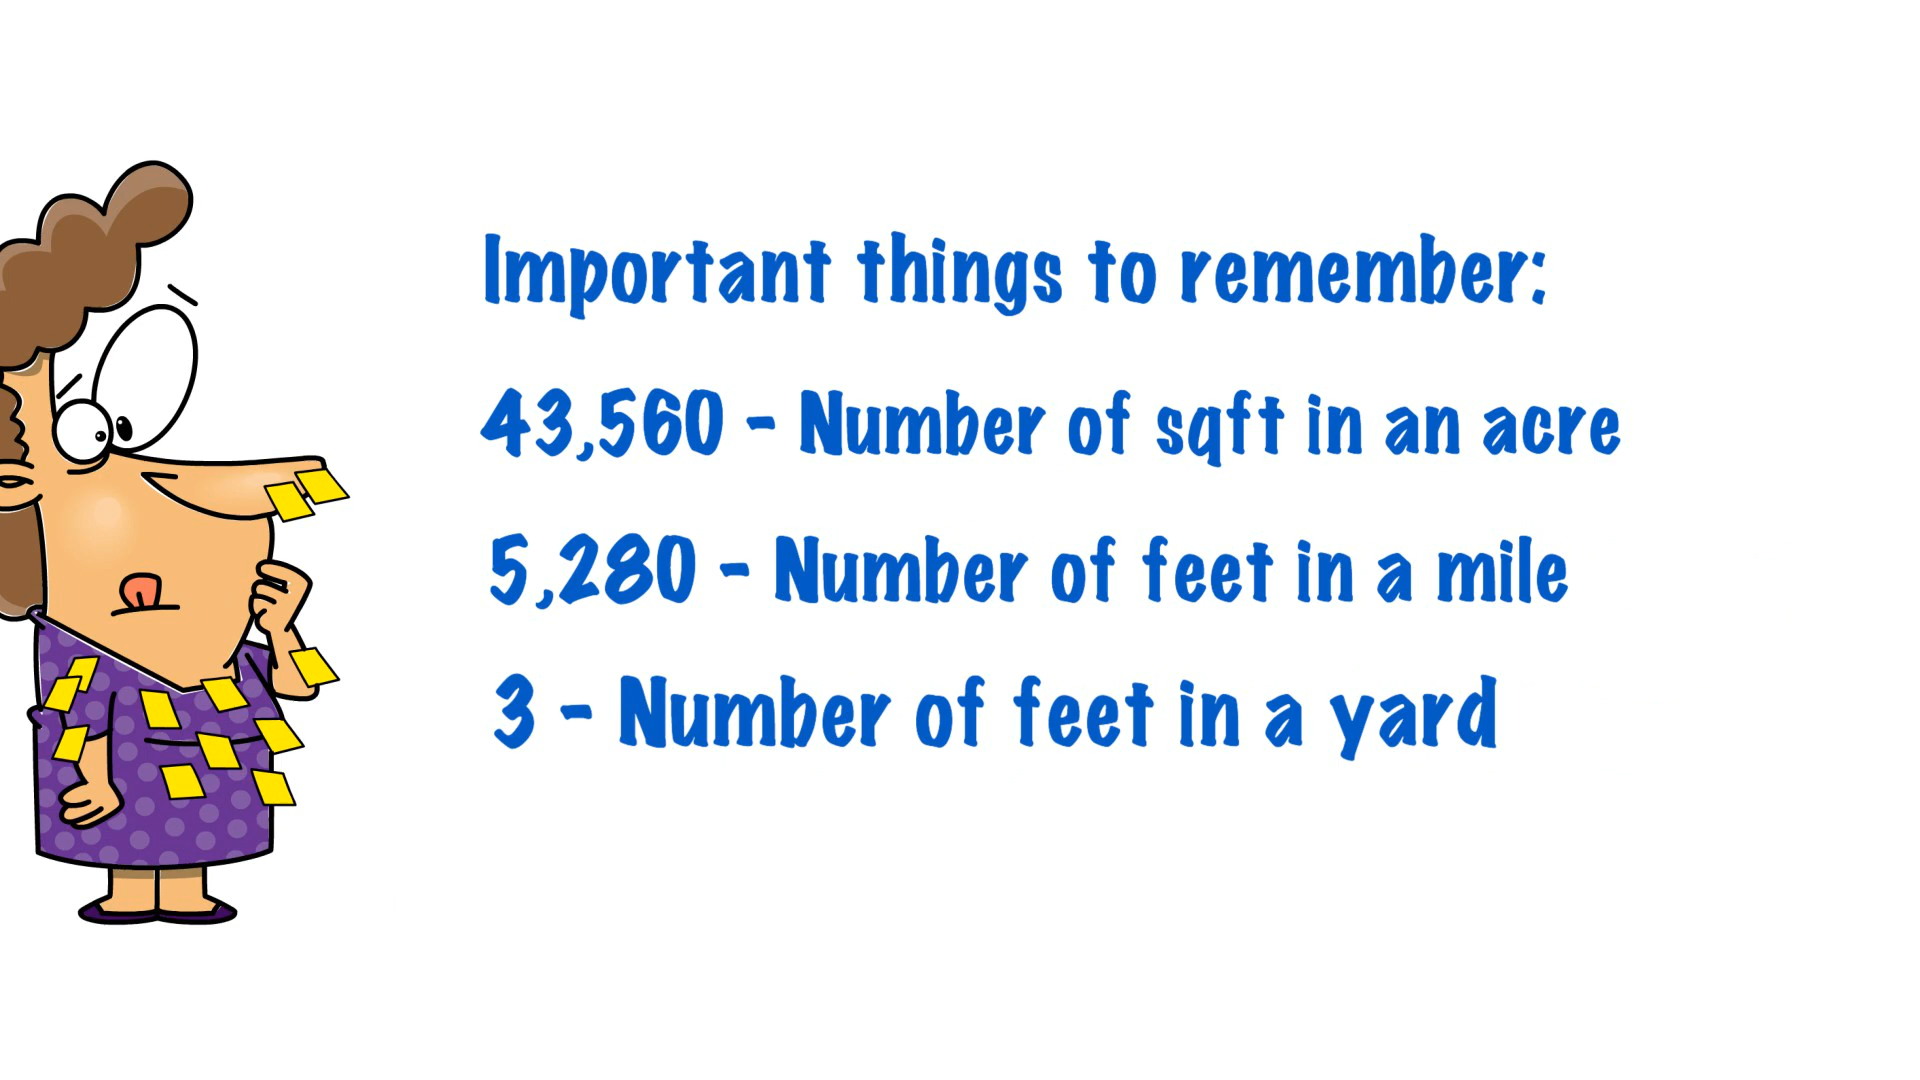 Important things to remember:
43,560 - Number of sqft in an acre
5,280 - Number of feet in a mile
3 - Number of feet in a yard